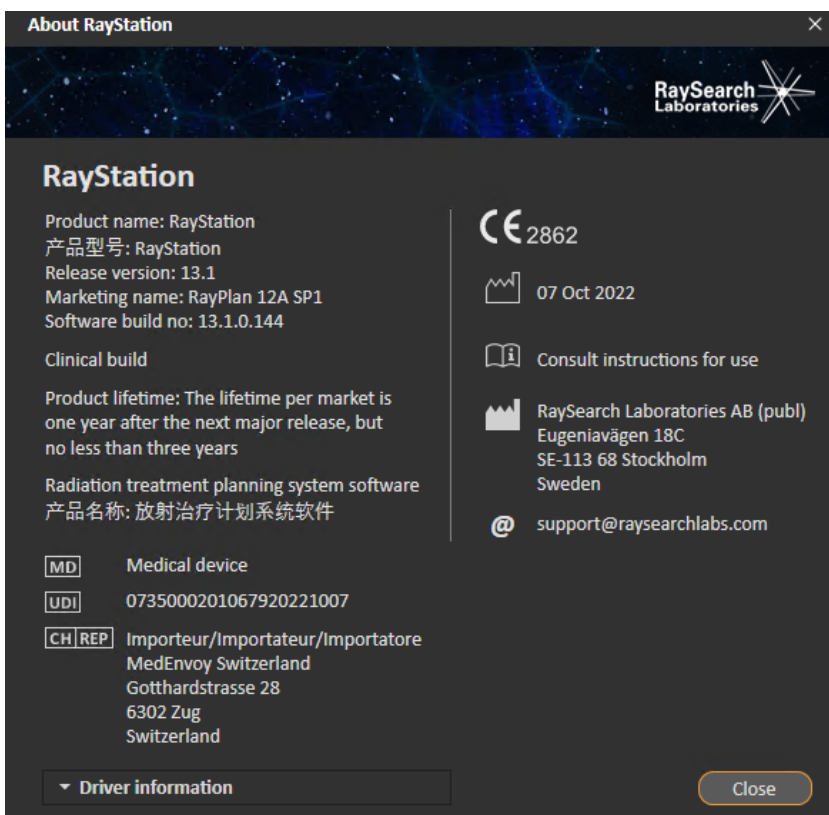 About RayStation
RaySearch
Laboratories
RayStation
Product name: RayStation
产品型号: RayStation
Release version: 13.1
Marketing name: RayPlan 12A SP1
Software build no: 13.1.0.144
Clinical build
Product lifetime: The lifetime per market is
one year after the next major release, but
no less than three years
Radiation treatment planning system software
产品名称: 放射治疗计划系统软件
CE 2862
07 Oct 2022
Consult instructions for use
RaySearch Laboratories AB (publ)
Eugeniavägen 18C
SE-113 68 Stockholm
Sweden
@ support@raysearchlabs.com
MD Medical device
UDI 0735000201067920221007
CH REP Importeur/Importateur/Importatore
MedEnvoy Switzerland
Gotthardstrasse 28
6302 Zug
Switzerland
Driver information
Close